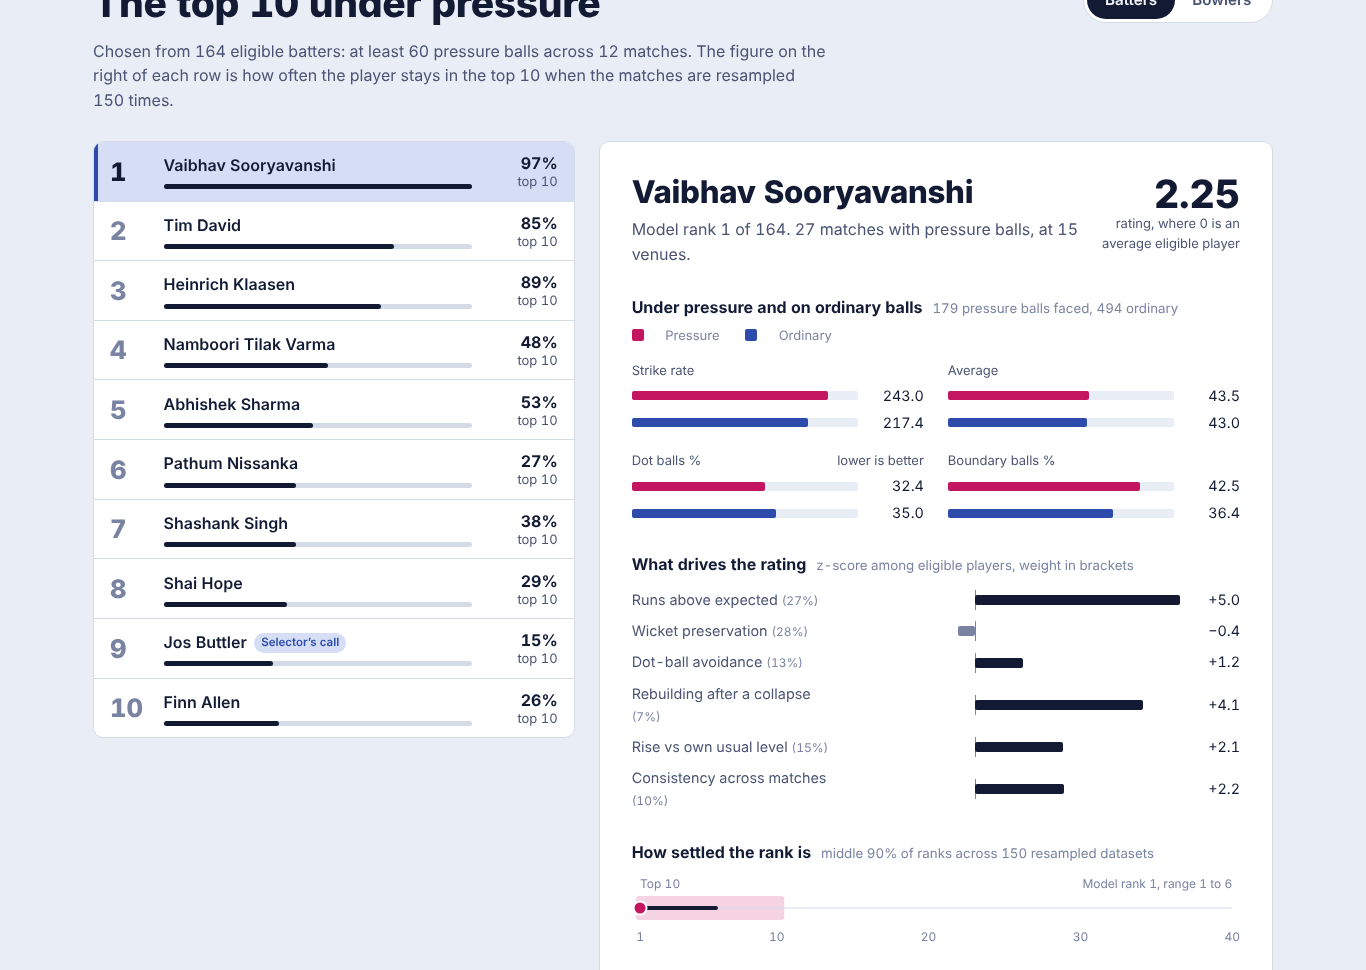 The top 10 under pressure
Batters
Bowlers
Chosen from 164 eligible batters: at least 60 pressure balls across 12 matches. The figure on the
right of each row is how often the player stays in the top 10 when the matches are resampled
150 times.
1 Vaibhav Sooryavanshi 97%
top 10
2 Tim David 85%
top 10
3 Heinrich Klaasen 89%
top 10
4 Namboori Tilak Varma 48%
top 10
5 Abhishek Sharma 53%
top 10
6 Pathum Nissanka 27%
top 10
7 Shashank Singh 38%
top 10
8 Shai Hope 29%
top 10
9 Jos Buttler Selector's call 15%
top 10
10 Finn Allen 26%
top 10
Vaibhav Sooryavanshi
Model rank 1 of 164. 27 matches with pressure balls, at 15
venues.
2.25
rating, where 0 is an
average eligible player
Under pressure and on ordinary balls 179 pressure balls faced, 494 ordinary
Pressure Ordinary
Strike rate
243.0
217.4
Average
43.5
43.0
Dot balls % lower is better
32.4
35.0
Boundary balls %
42.5
36.4
What drives the rating z-score among eligible players, weight in brackets
Runs above expected (27%) +5.0
Wicket preservation (28%) −0.4
Dot-ball avoidance (13%) +1.2
Rebuilding after a collapse
(7%) +4.1
Rise vs own usual level (15%) +2.1
Consistency across matches
(10%) +2.2
How settled the rank is middle 90% of ranks across 150 resampled datasets
Top 10 Model rank 1, range 1 to 6
1 10 20 30 40